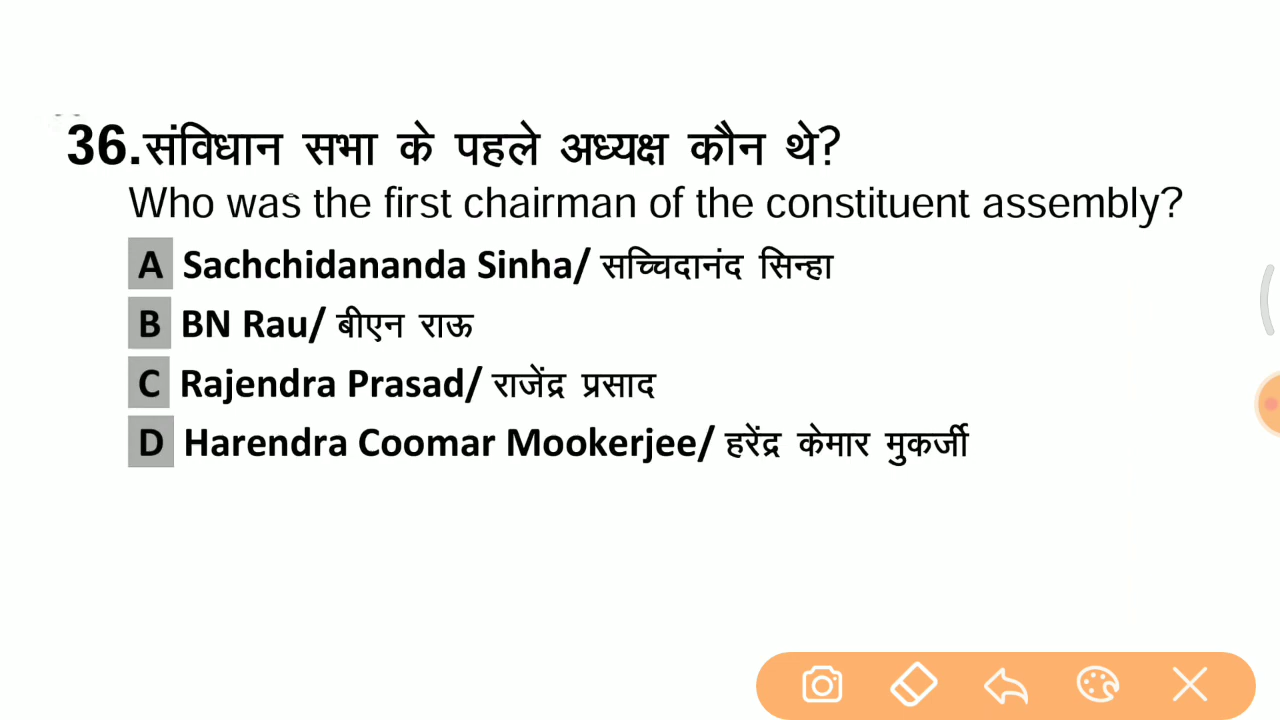 36.संविधान सभा के पहले अध्यक्ष कौन थे?
Who was the first chairman of the constituent assembly?
A Sachchidananda Sinha/ सच्चिदानंद सिन्हा
B BN Rau/ बीएन राऊ
C Rajendra Prasad/ राजेंद्र प्रसाद
D Harendra Coomar Mookerjee/ हरेंद्र केमार मुकर्जी